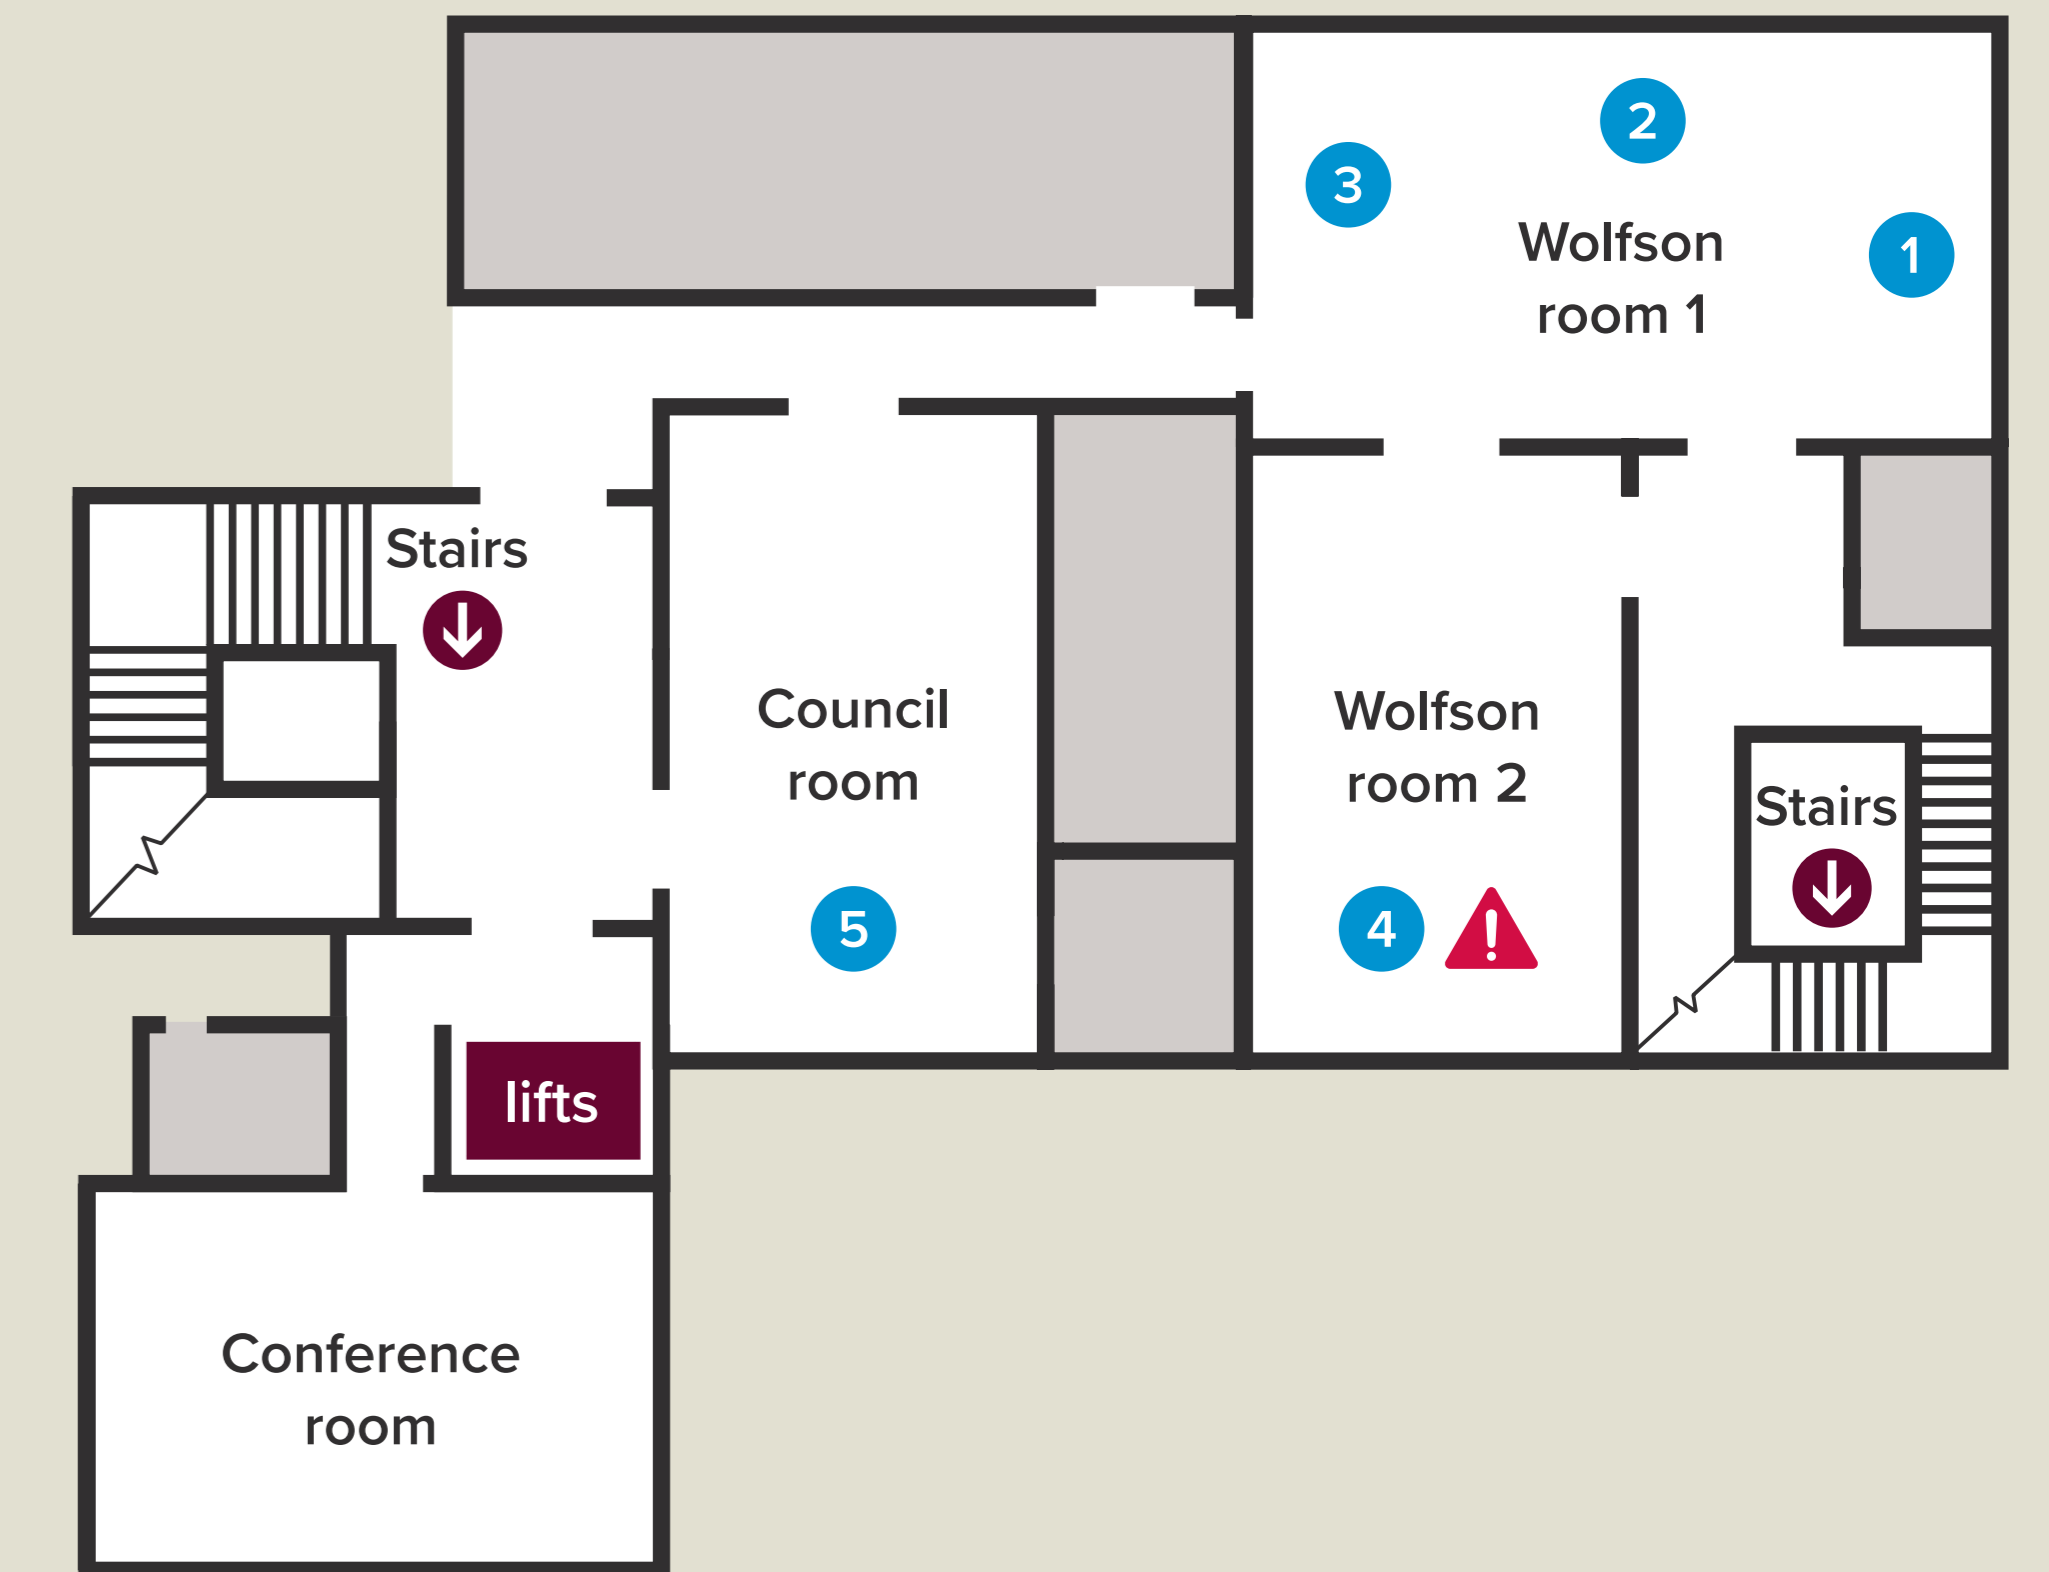 2
3
Wolfson
room 1
1
Stairs
Council
room
Wolfson
room 2
Stairs
5
4
!
lifts
Conference
room